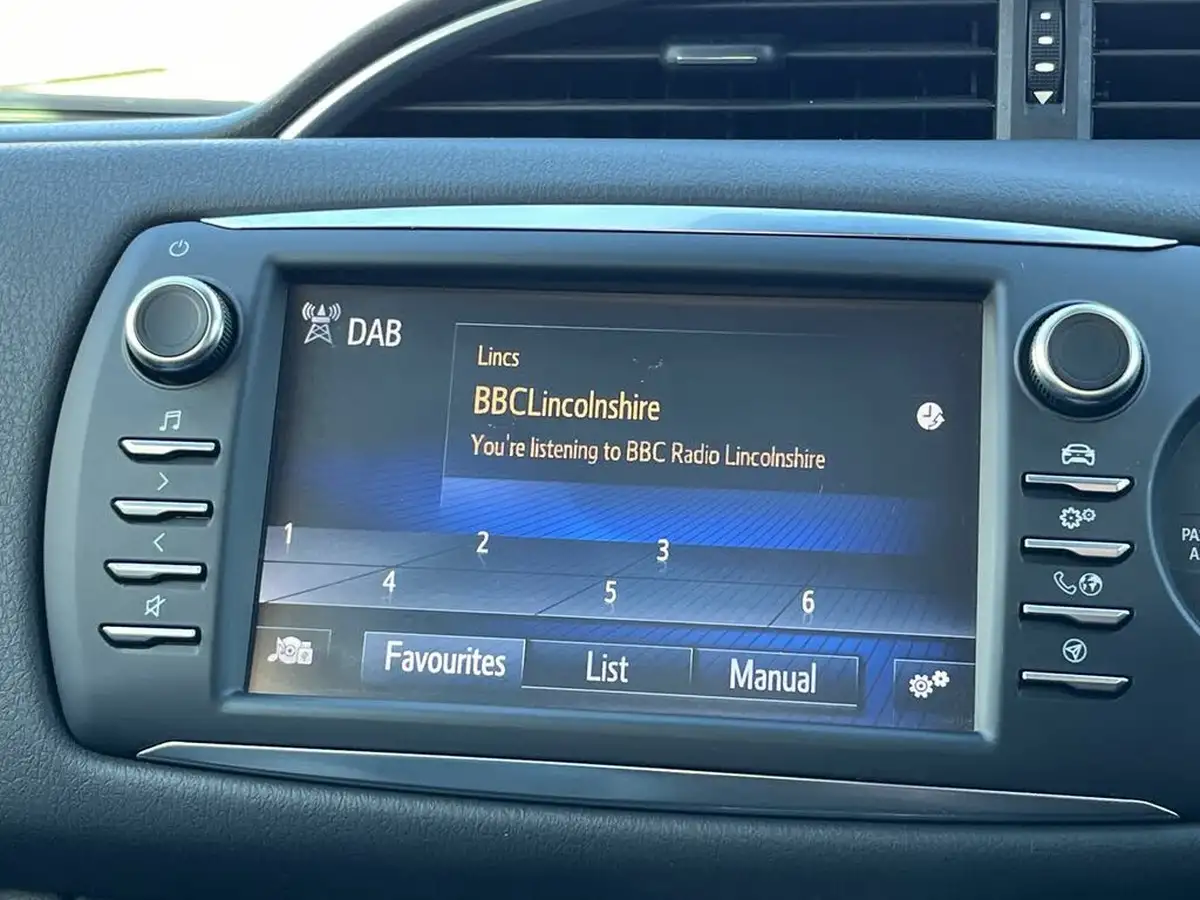 DAB
Lincs
BBCLincolnshire
You're listening to BBC Radio Lincolnshire
1 2 3
4 5 6
Favourites List Manual